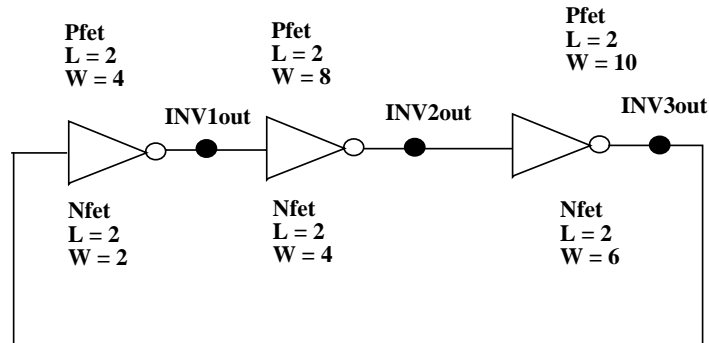 Pfet
L = 2
W = 4
Pfet
L = 2
W = 8
Pfet
L = 2
W = 10
INV1out
INV2out
INV3out
Nfet
L = 2
W = 2
Nfet
L = 2
W = 4
Nfet
L = 2
W = 6